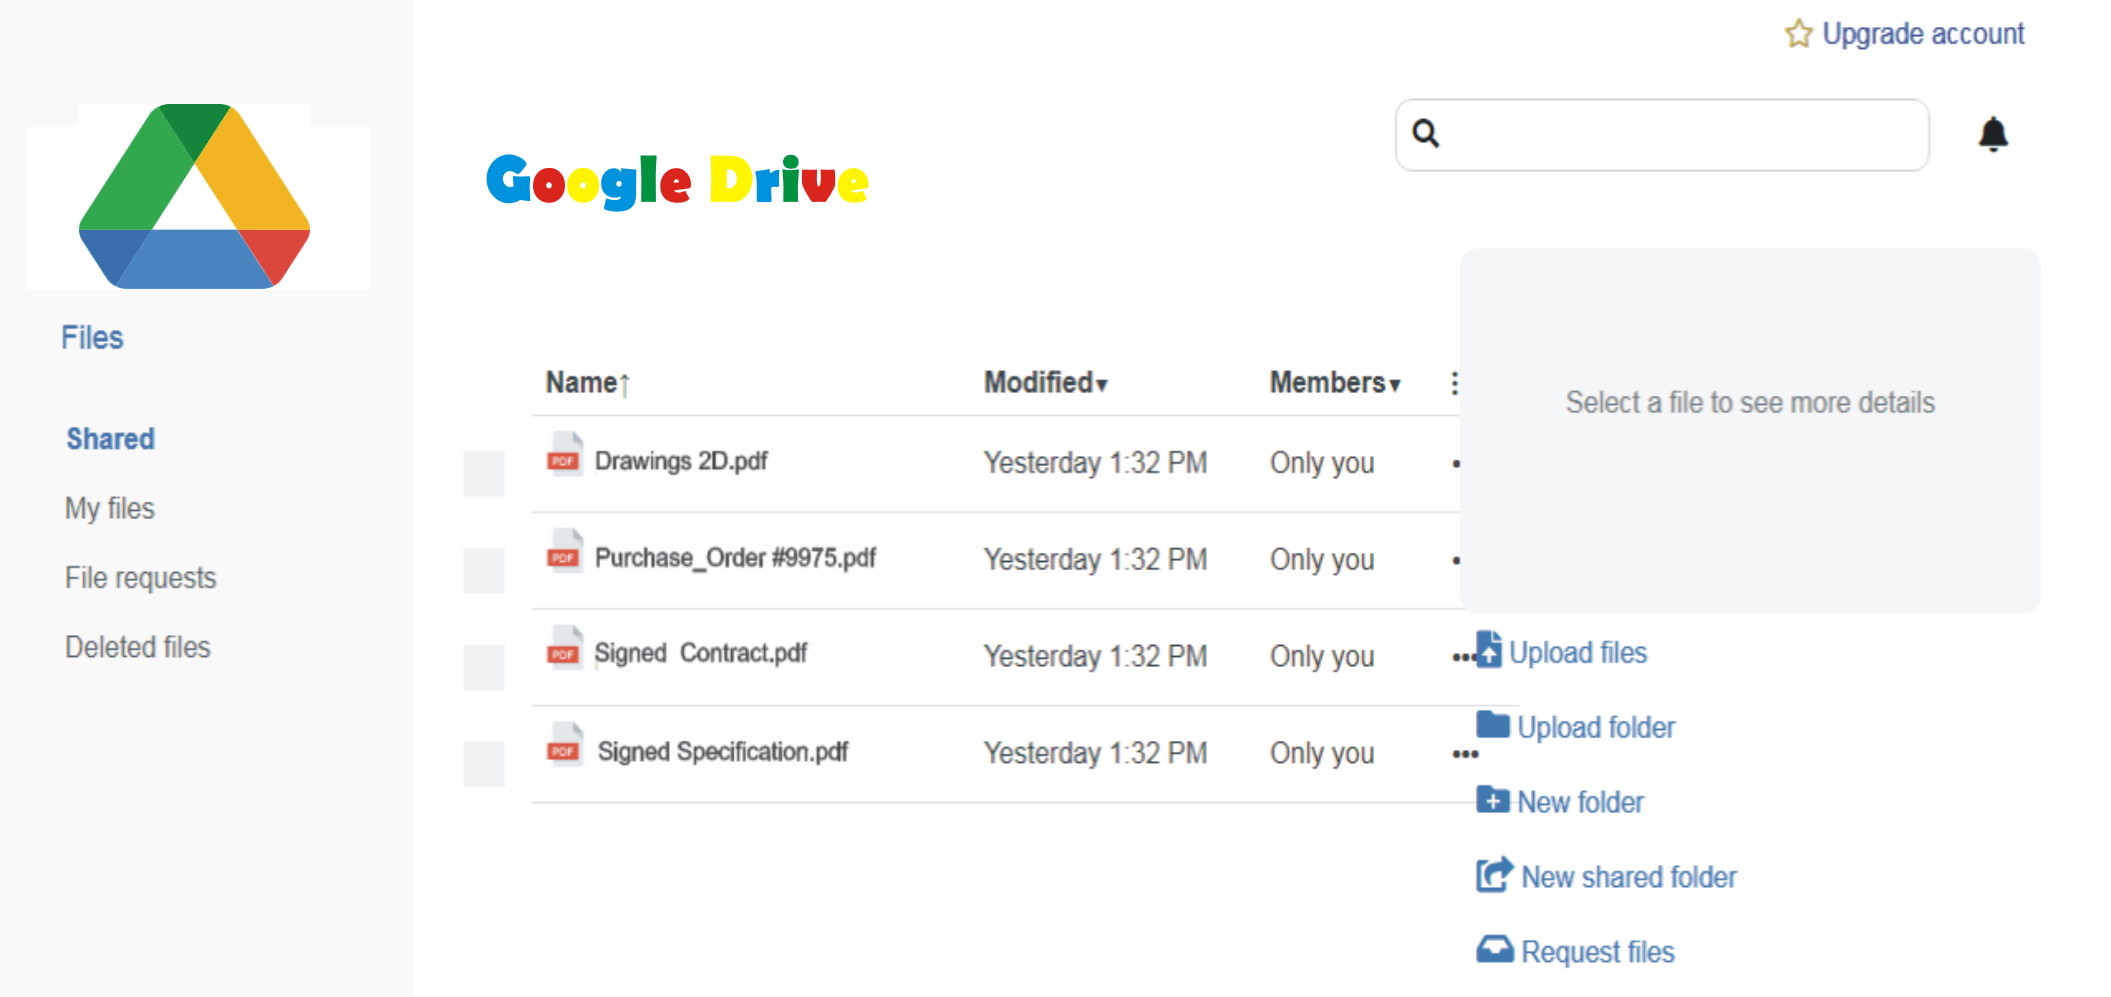 Upgrade account
Google Drive
Files
Shared
My files
File requests
Deleted files
Name↑ Modified▾ Members▾
PDF Drawings 2D.pdf Yesterday 1:32 PM Only you
PDF Purchase_Order #9975.pdf Yesterday 1:32 PM Only you
PDF Signed Contract.pdf Yesterday 1:32 PM Only you
PDF Signed Specification.pdf Yesterday 1:32 PM Only you
Select a file to see more details
Upload files
Upload folder
New folder
New shared folder
Request files